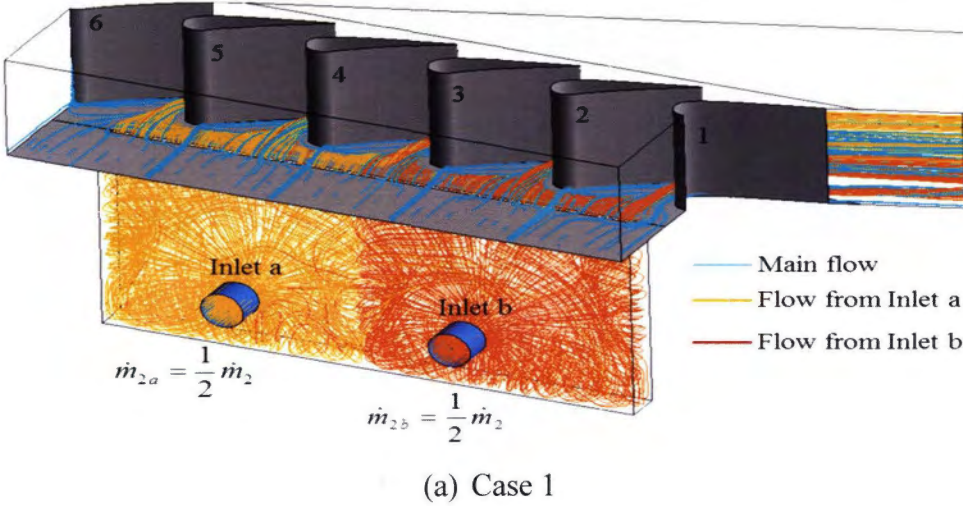 6
5
4
3
2
1
Inlet a
Inlet b
Main flow
Flow from Inlet a
Flow from Inlet b
ṁ₂ₐ = 1/2 ṁ₂
ṁ₂b = 1/2 ṁ₂
(a) Case 1